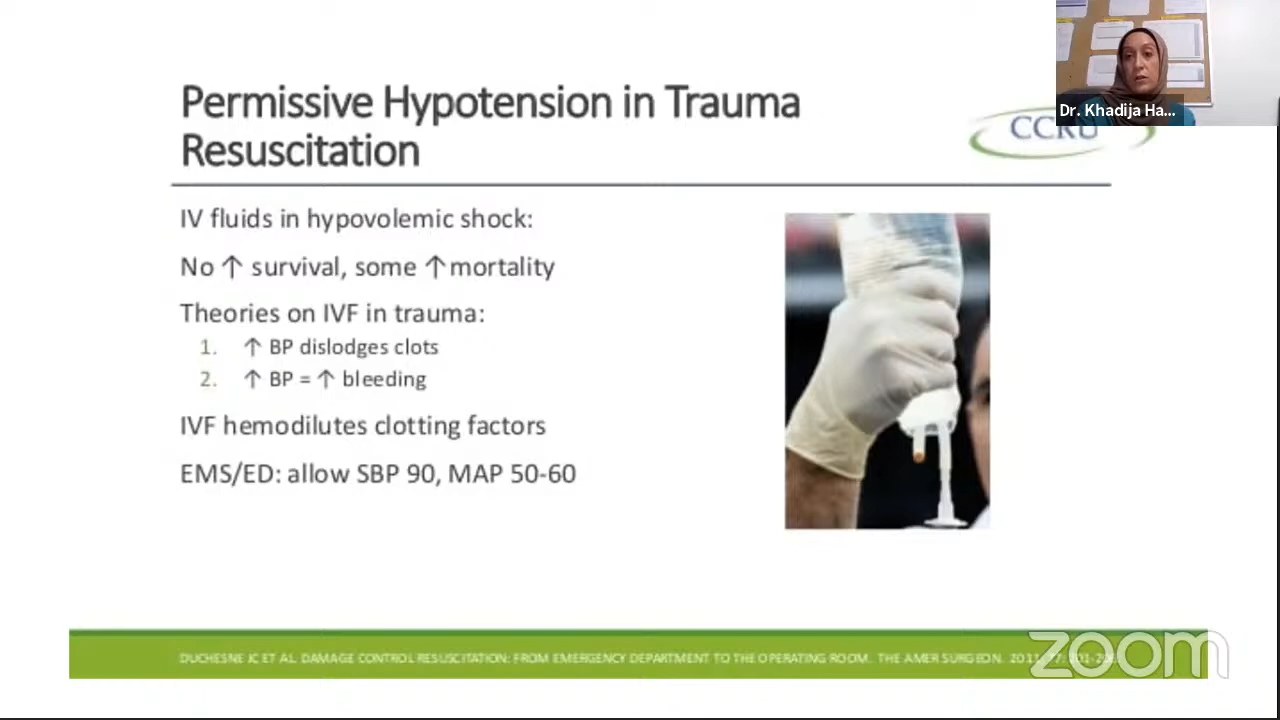 Permissive Hypotension in Trauma
Resuscitation
Dr. Khadija Ha...
CCRU
IV fluids in hypovolemic shock:
No ↑ survival, some ↑ mortality
Theories on IVF in trauma:
1. ↑ BP dislodges clots
2. ↑ BP = ↑ bleeding
IVF hemodilutes clotting factors
EMS/ED: allow SBP 90, MAP 50-60
DUCHESNE JC ET AL. DAMAGE CONTROL RESUSCITATION: FROM EMERGENCY DEPARTMENT TO THE OPERATING ROOM. THE AMER SURGEON.
zoom